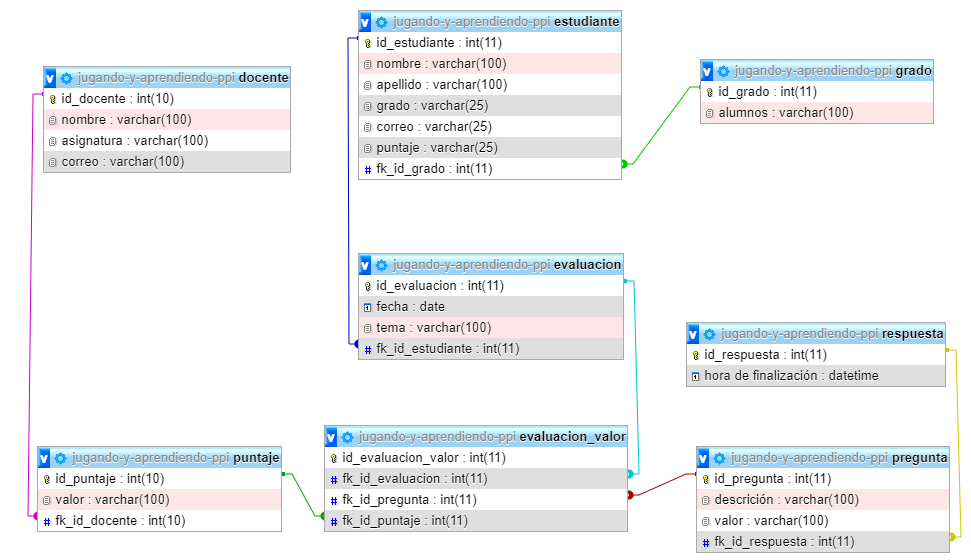 jugando-y-aprendiendo-ppi estudiante
id_estudiante : int(11)
nombre : varchar(100)
apellido : varchar(100)
grado : varchar(25)
correo : varchar(25)
puntaje : varchar(25)
# fk_id_grado : int(11)
jugando-y-aprendiendo-ppi docente
id_docente : int(10)
nombre : varchar(100)
asignatura : varchar(100)
correo : varchar(100)
jugando-y-aprendiendo-ppi grado
id_grado : int(11)
alumnos : varchar(100)
jugando-y-aprendiendo-ppi evaluacion
id_evaluacion : int(11)
fecha : date
tema : varchar(100)
# fk_id_estudiante : int(11)
jugando-y-aprendiendo-ppi respuesta
id_respuesta : int(11)
hora de finalización : datetime
jugando-y-aprendiendo-ppi puntaje
id_puntaje : int(10)
valor : varchar(100)
# fk_id_docente : int(10)
jugando-y-aprendiendo-ppi evaluacion_valor
id_evaluacion_valor : int(11)
# fk_id_evaluacion : int(11)
# fk_id_pregunta : int(11)
# fk_id_puntaje : int(11)
jugando-y-aprendiendo-ppi pregunta
id_pregunta : int(11)
descrición : varchar(100)
valor : varchar(100)
# fk_id_respuesta : int(11)